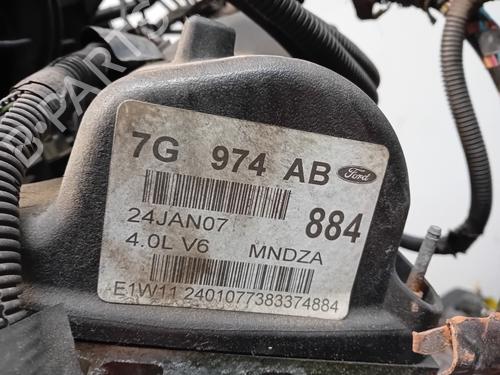 7G 974 AB Ford
24JAN07 884
4.0L V6 MNDZA
E1W11 2401077383374884